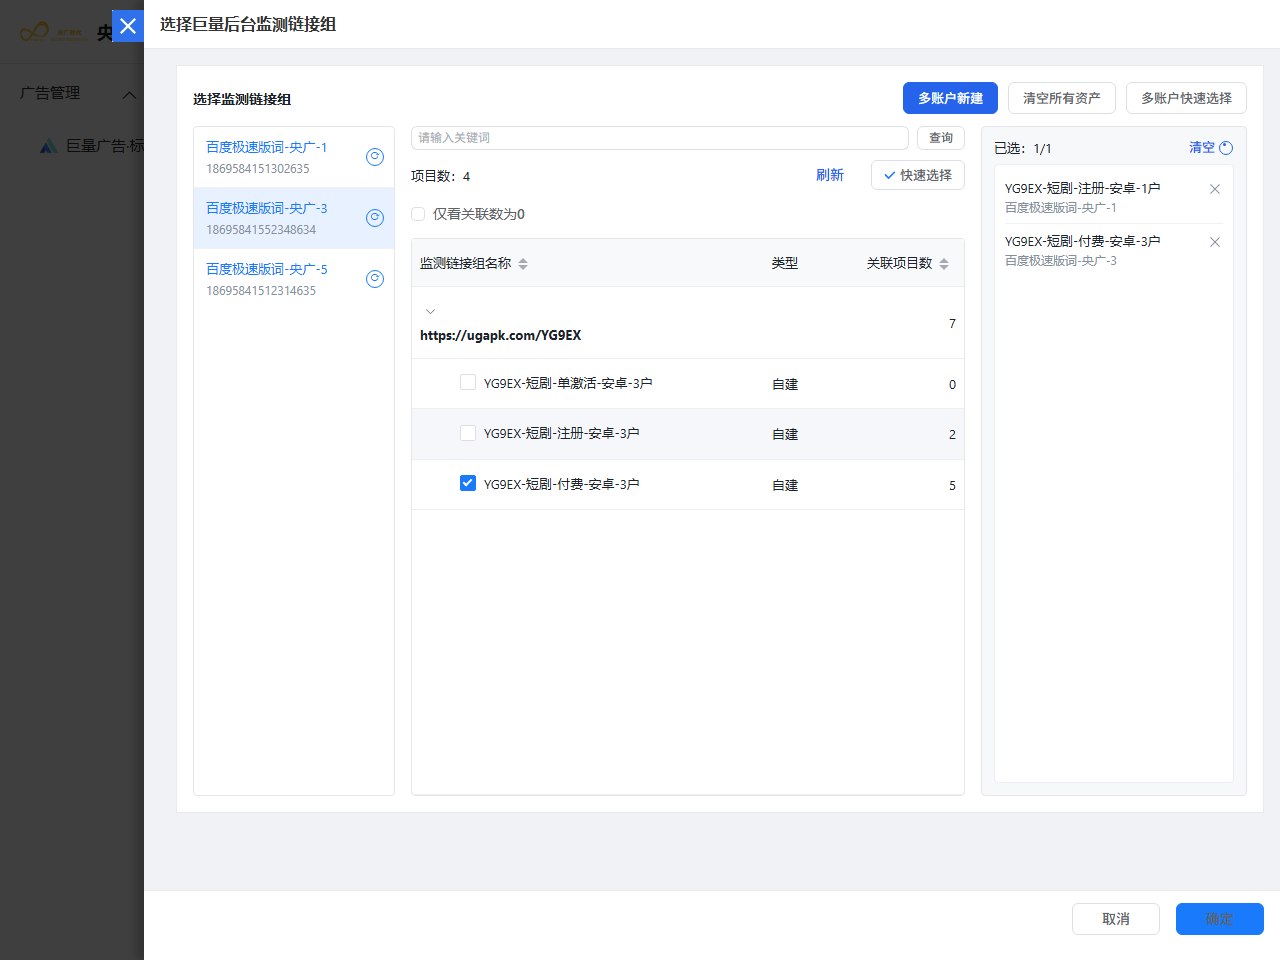 央
选择巨量后台监测链接组
广告管理
巨量广告·标
选择监测链接组
多账户新建
清空所有资产
多账户快速选择
百度极速版词-央广-1
1869584151302635
百度极速版词-央广-3
18695841552348634
百度极速版词-央广-5
18695841512314635
请输入关键词
查询
项目数：4
刷新
快速选择
仅看关联数为0
监测链接组名称
类型
关联项目数
https://ugapk.com/YG9EX
7
YG9EX-短剧-单激活-安卓-3户
自建
0
YG9EX-短剧-注册-安卓-3户
自建
2
YG9EX-短剧-付费-安卓-3户
自建
5
已选：1/1
清空
YG9EX-短剧-注册-安卓-1户
百度极速版词-央广-1
YG9EX-短剧-付费-安卓-3户
百度极速版词-央广-3
取消
确定